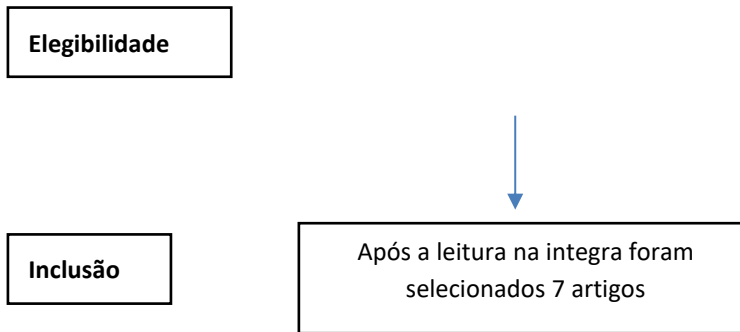 Elegibilidade
Após a leitura na integra foram
selecionados 7 artigos
Inclusão